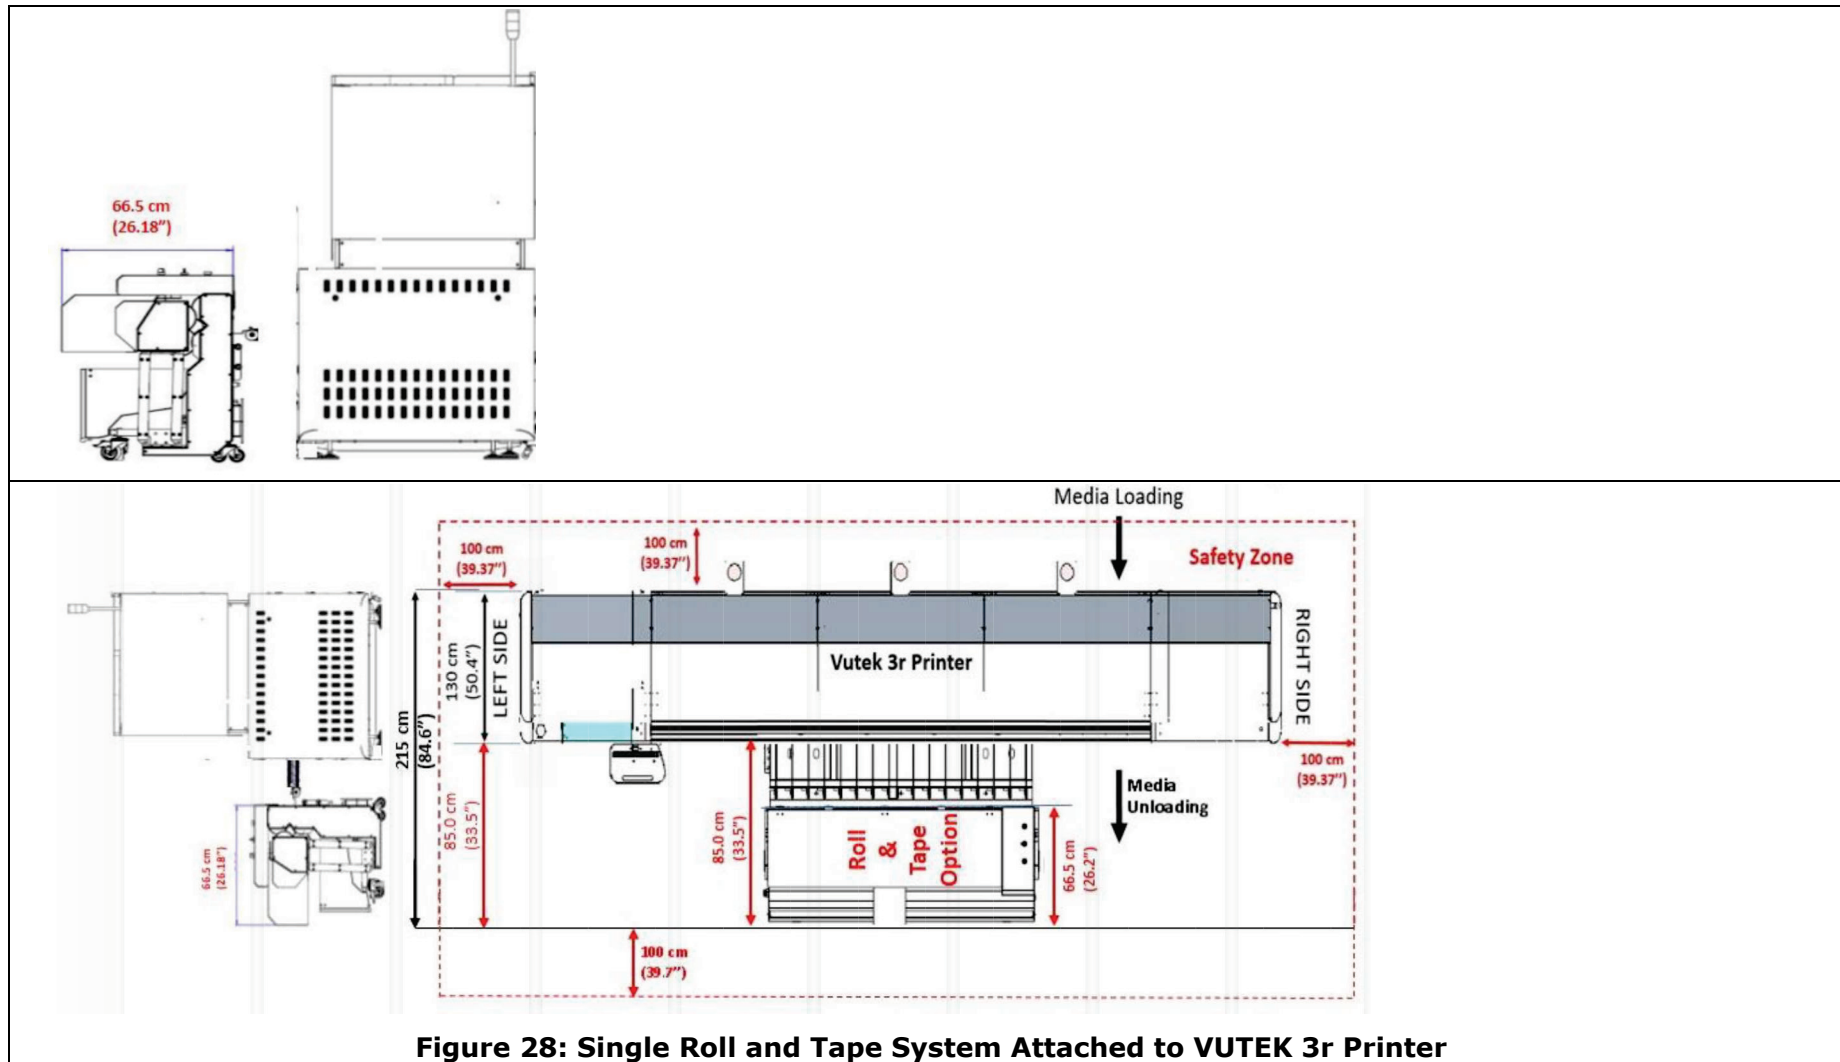 66.5 cm
(26.18″)
Media Loading
100 cm
(39.37″)
100 cm
(39.37″)
Safety Zone
LEFT SIDE
130 cm
(50.4″)
Vutek 3r Printer
RIGHT SIDE
215 cm
(84.6″)
100 cm
(39.37″)
85.0 cm
(33.5″)
85.0 cm
(33.5″)
Media
Unloading
Roll
&
Tape
Option
66.5 cm
(26.2″)
66.5 cm
(26.18″)
100 cm
(39.7″)
Figure 28: Single Roll and Tape System Attached to VUTEK 3r Printer